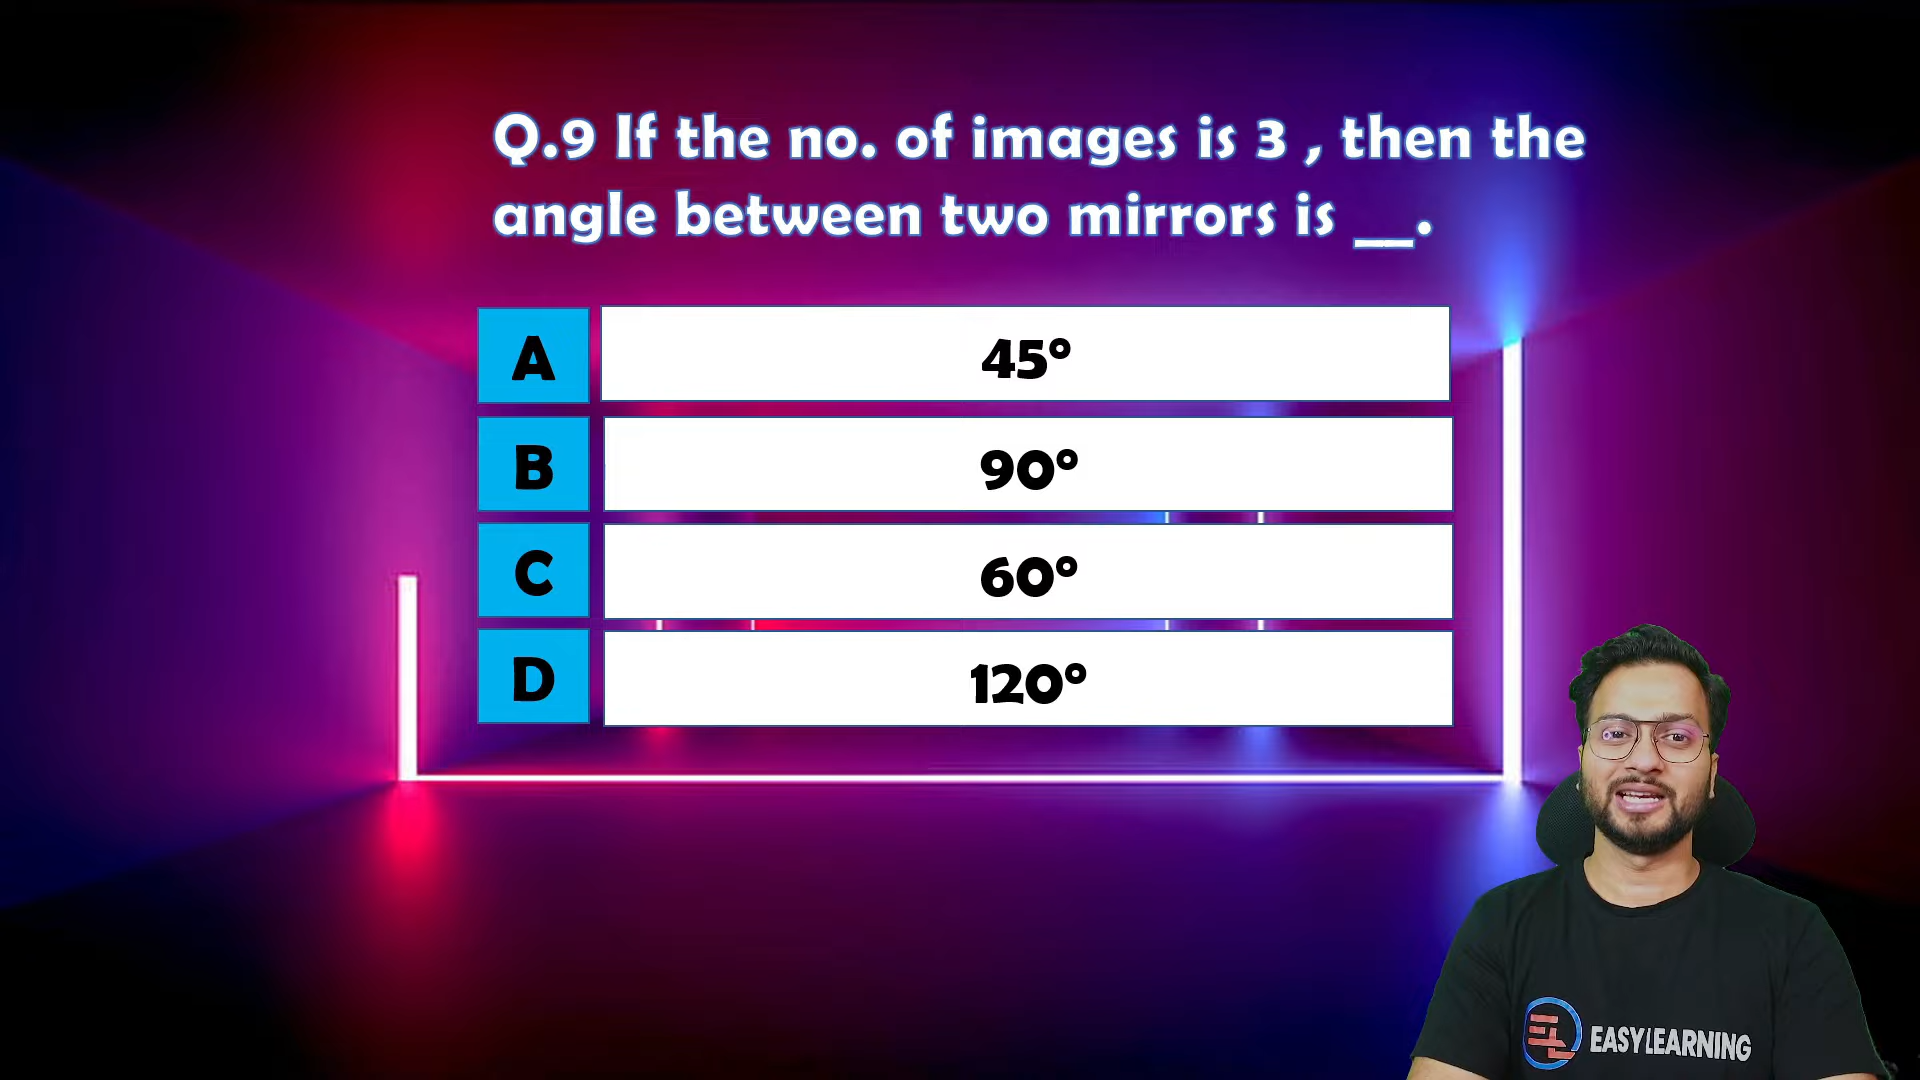 Q.9 If the no. of images is 3 , then the
angle between two mirrors is __.
A 45°
B 90°
C 60°
D 120°
EL EASYLEARNING